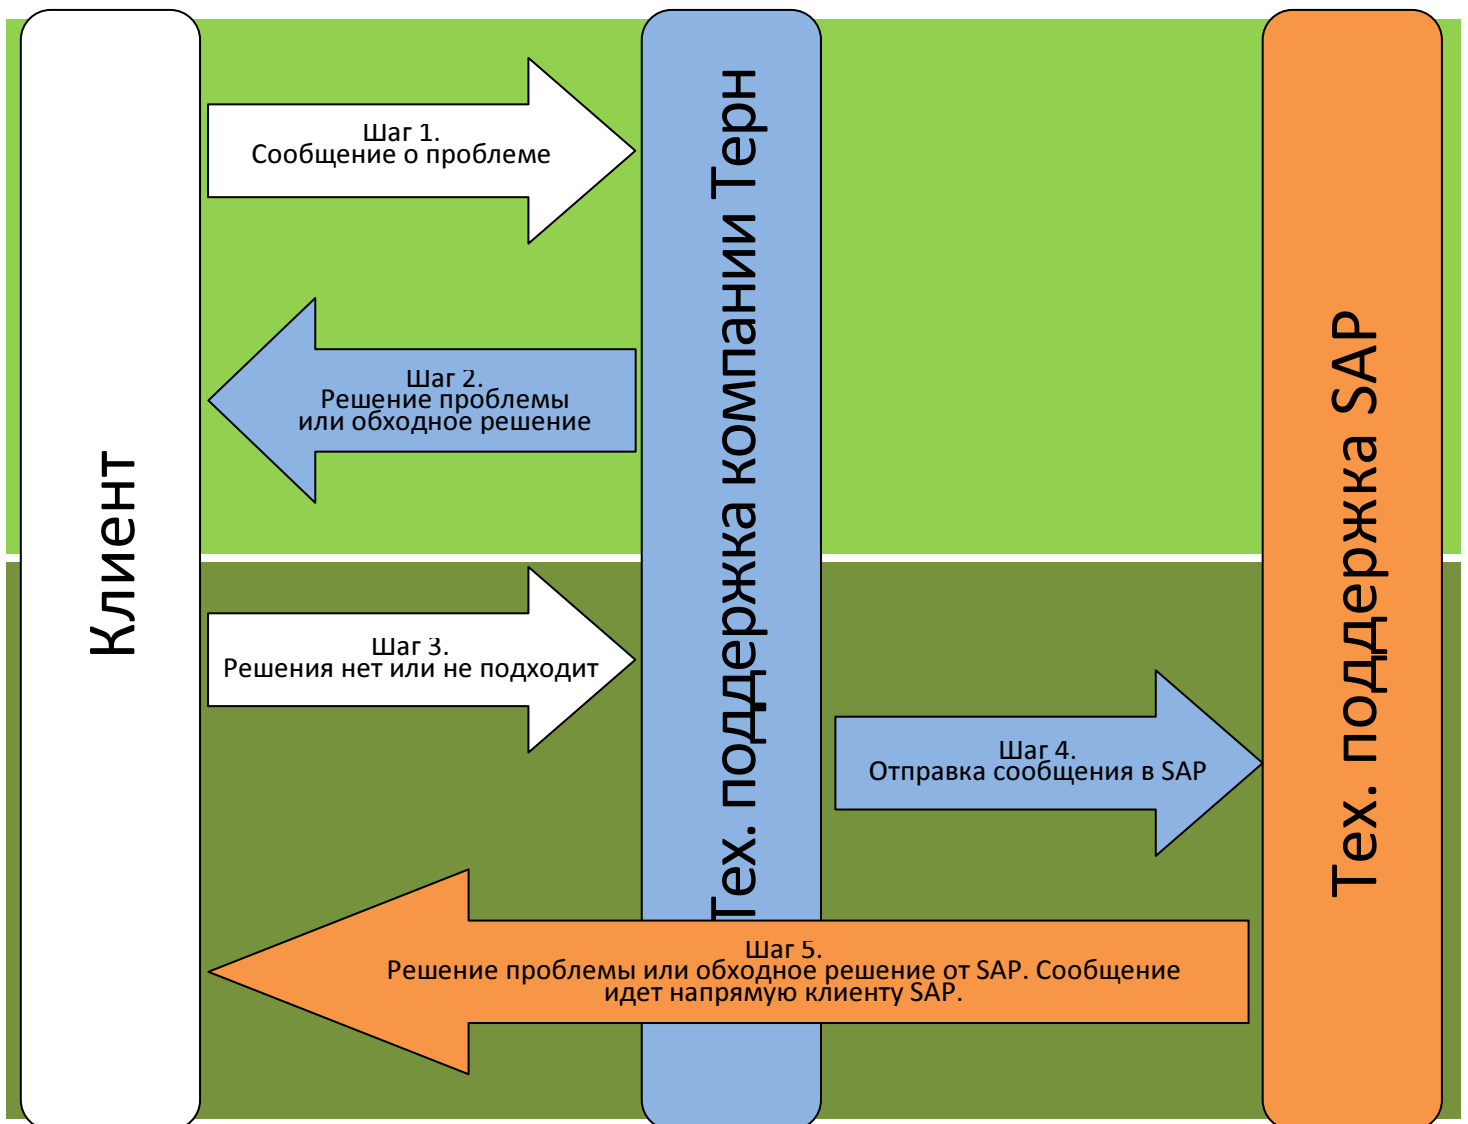 Клиент
Тех. поддержка компании Терн
Тех. поддержка SAP
Шаг 1.
Сообщение о проблеме
Шаг 2.
Решение проблемы
или обходное решение
Шаг 3.
Решения нет или не подходит
Шаг 4.
Отправка сообщения в SAP
Шаг 5.
Решение проблемы или обходное решение от SAP. Сообщение
идет напрямую клиенту SAP.